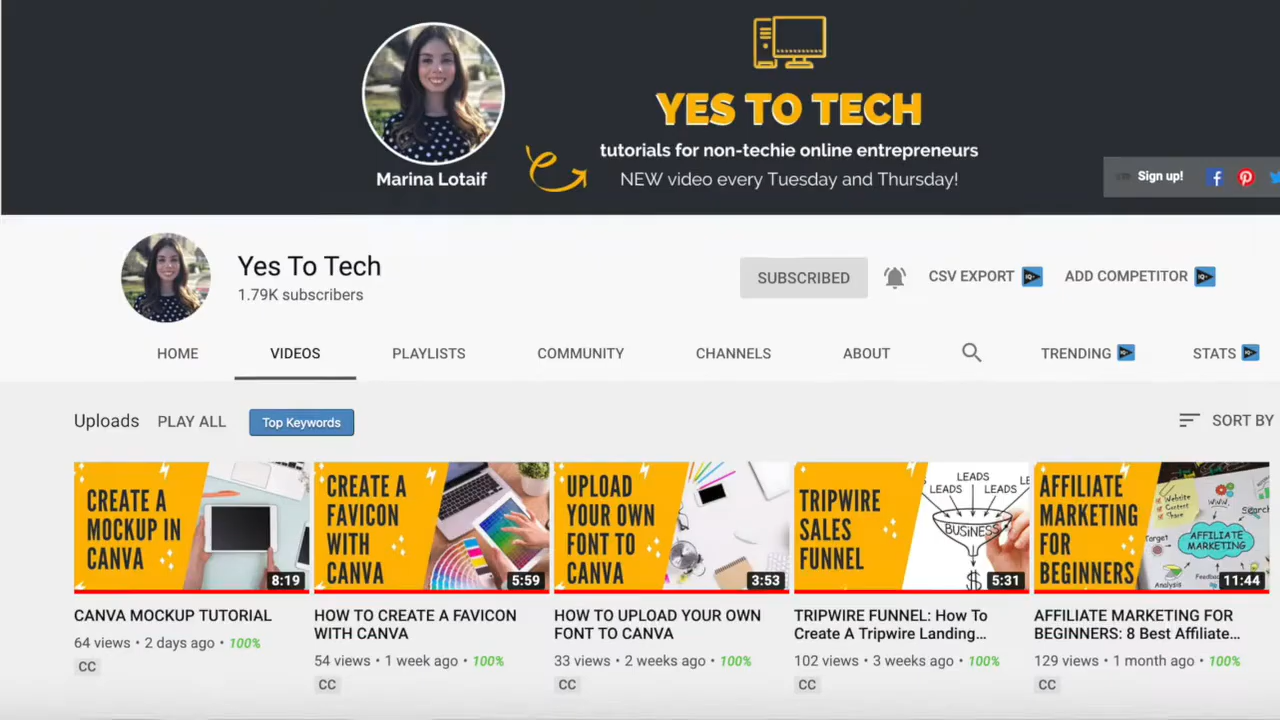 YES TO TECH
tutorials for non-techie online entrepreneurs
NEW video every Tuesday and Thursday!
Marina Lotaif
Sign up!
Yes To Tech
1.79K subscribers
SUBSCRIBED
CSV EXPORT
ADD COMPETITOR
HOME
VIDEOS
PLAYLISTS
COMMUNITY
CHANNELS
ABOUT
TRENDING
STATS
Uploads
PLAY ALL
Top Keywords
SORT BY
CREATE A
MOCKUP IN
CANVA
8:19
CANVA MOCKUP TUTORIAL
64 views • 2 days ago • 100%
CC
CREATE A
FAVICON
WITH
CANVA
5:59
HOW TO CREATE A FAVICON
WITH CANVA
54 views • 1 week ago • 100%
CC
UPLOAD
YOUR OWN
FONT TO
CANVA
3:53
HOW TO UPLOAD YOUR OWN
FONT TO CANVA
33 views • 2 weeks ago • 100%
CC
TRIPWIRE
SALES
FUNNEL
LEADS
LEADS
LEADS
BUSINESS
$
5:31
TRIPWIRE FUNNEL: How To
Create A Tripwire Landing...
102 views • 3 weeks ago • 100%
CC
AFFILIATE
MARKETING
FOR
BEGINNERS
Website
Content
Share
WWW.
Search
Target
AFFILIATE
MARKETING
Analysis
11:44
AFFILIATE MARKETING FOR
BEGINNERS: 8 Best Affiliate...
129 views • 1 month ago • 100%
CC